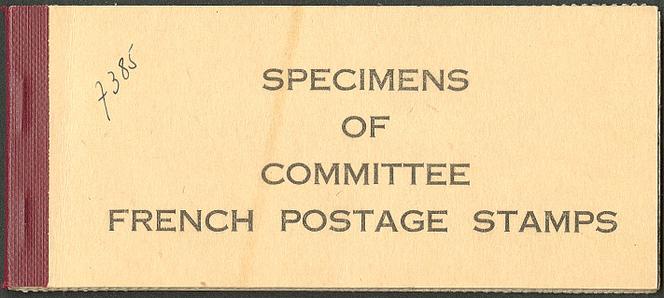 7385
SPECIMENS
OF
COMMITTEE
FRENCH POSTAGE STAMPS